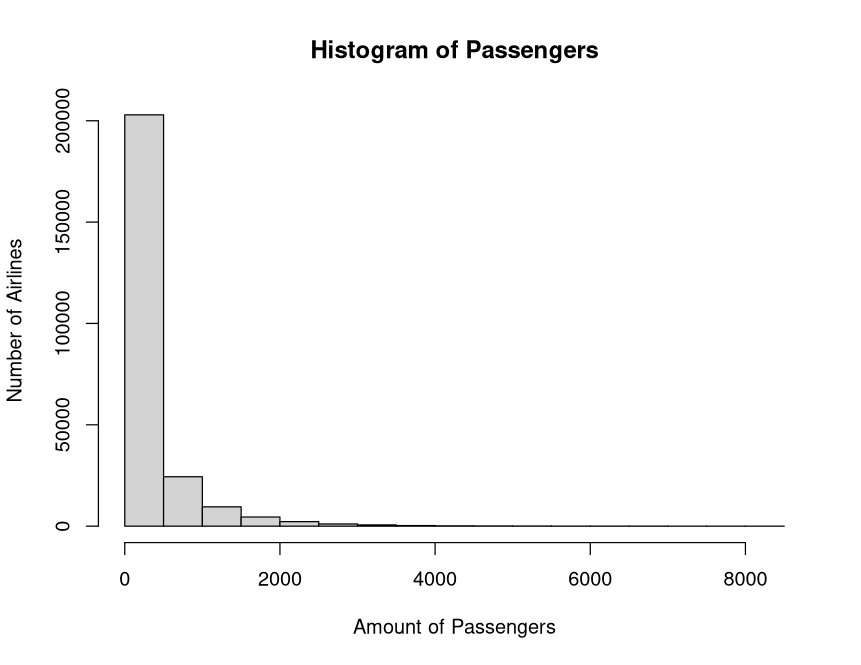 Histogram of Passengers
Number of Airlines
200000
150000
100000
50000
0
0 2000 4000 6000 8000
Amount of Passengers